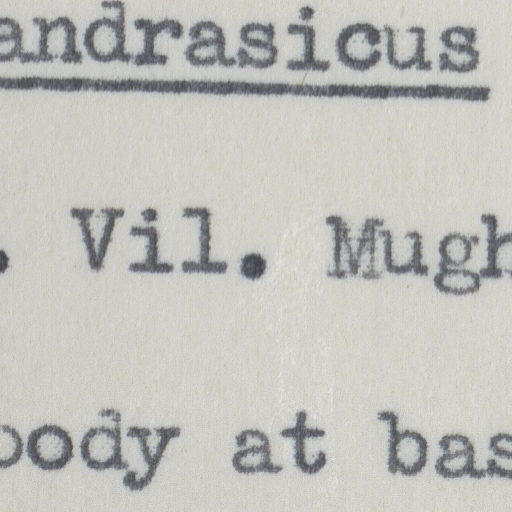 andrasicus
. Vil. Mugh
body at bas